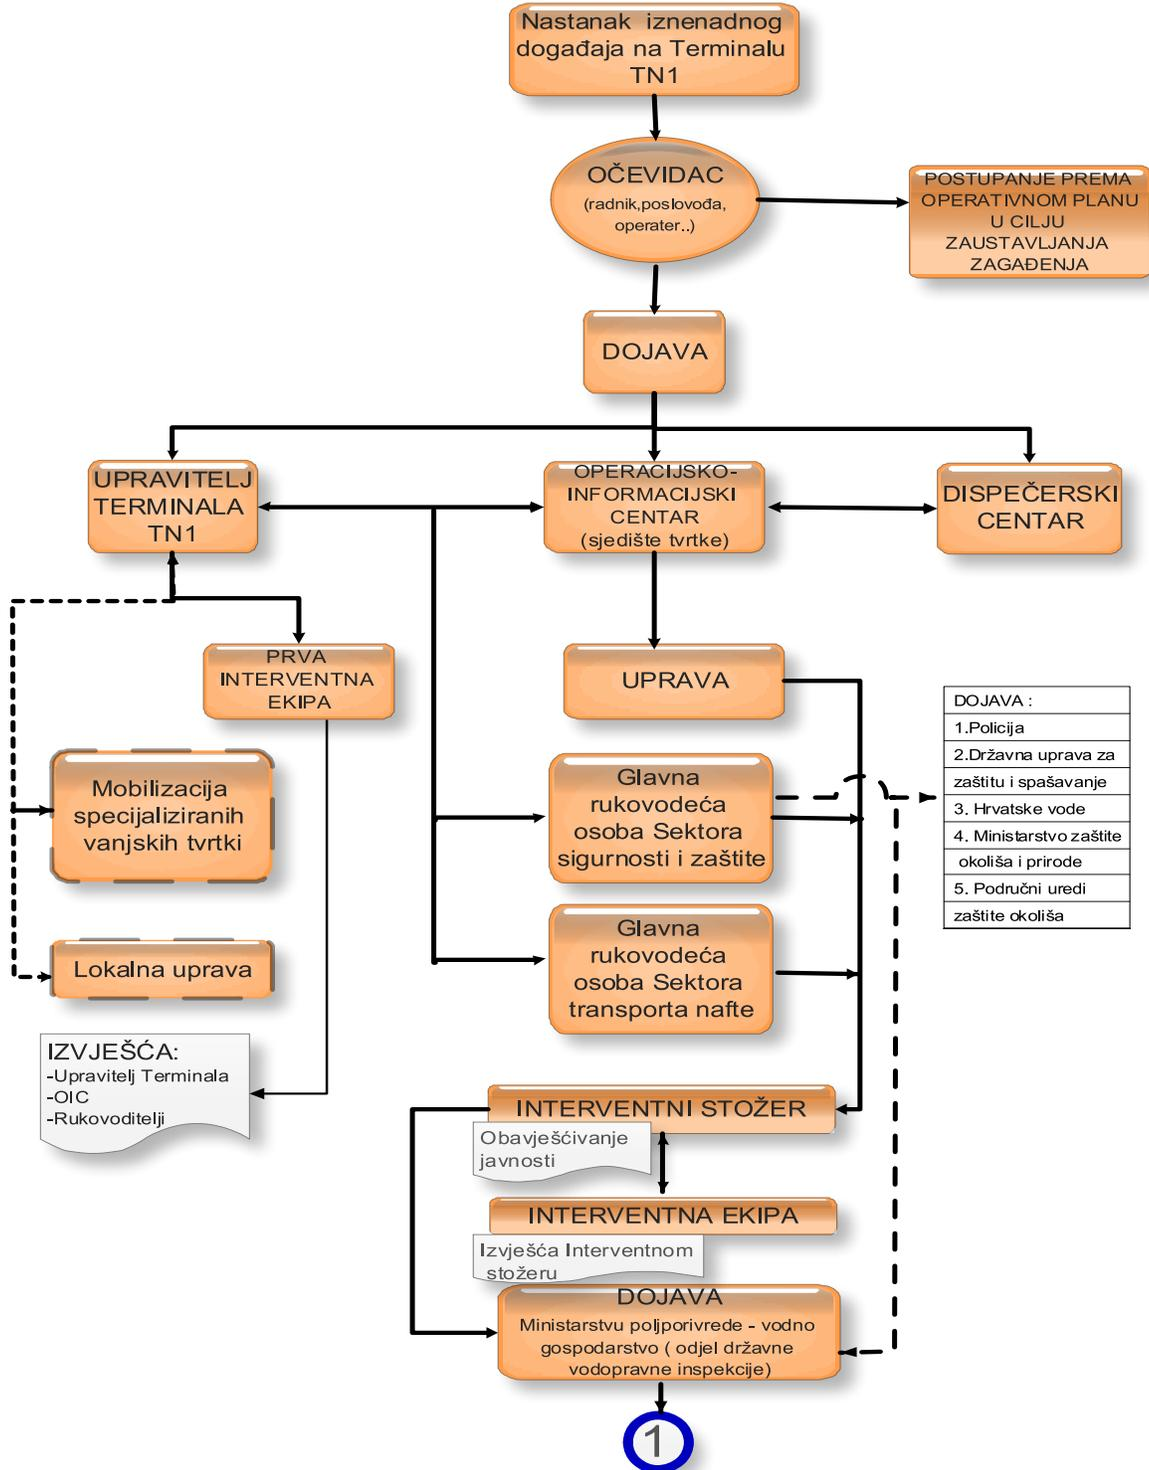 Nastanak iznenadnog
događaja na Terminalu
TN1
OČEVIDAC
(radnik,poslovođa,
operater..)
POSTUPANJE PREMA
OPERATIVNOM PLANU
U CILJU
ZAUSTAVLJANJA
ZAGAĐENJA
DOJAVA
UPRAVITELJ
TERMINALA
TN1
OPERACIJSKO-
INFORMACIJSKI
CENTAR
(sjedište tvrtke)
DISPEČERSKI
CENTAR
PRVA
INTERVENTNA
EKIPA
UPRAVA
DOJAVA :
1.Policija
2.Državna uprava za
zaštitu i spašavanje
3. Hrvatske vode
4. Ministarstvo zaštite
okoliša i prirode
5. Područni uredi
zaštite okoliša
Mobilizacija
specijaliziranih
vanjskih tvrtki
Glavna
rukovodeća
osoba Sektora
sigurnosti i zaštite
Lokalna uprava
Glavna
rukovodeća
osoba Sektora
transporta nafte
IZVJEŠĆA:
-Upravitelj Terminala
-OIC
-Rukovoditelji
INTERVENTNI STOŽER
Obavješćivanje
javnosti
INTERVENTNA EKIPA
Izvješća Interventnom
stožeru
DOJAVA
Ministarstvu poljporivrede - vodno
gospodarstvo ( odjel državne
vodopravne inspekcije)
1